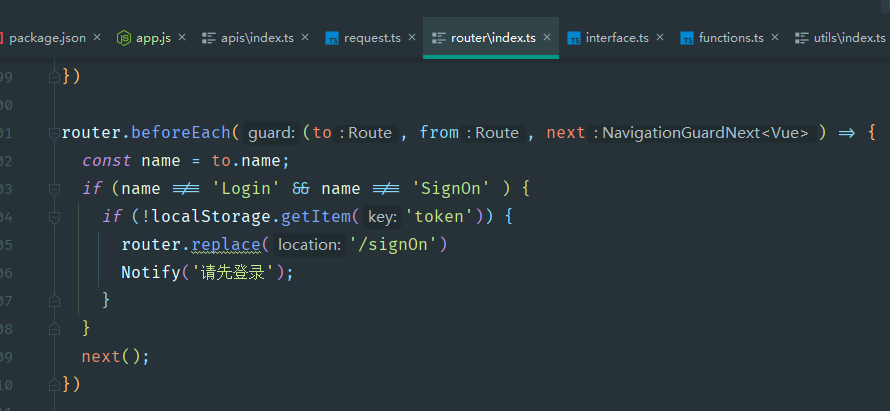 package.json × app.js × apis\index.ts × request.ts × router\index.ts × interface.ts × functions.ts × utils\index.ts
99 })
00
01 router.beforeEach( guard: (to : Route , from : Route , next : NavigationGuardNext<Vue> ) => {
02 const name = to.name;
03 if (name !== 'Login' && name !== 'SignOn' ) {
04 if (!localStorage.getItem( key: 'token')) {
05 router.replace( location: '/signOn')
06 Notify('请先登录');
07 }
08 }
09 next();
10 })